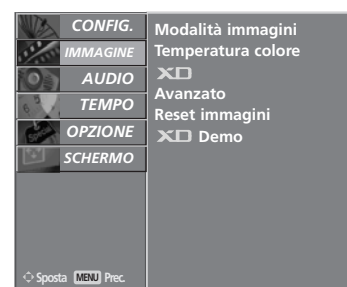 CONFIG.
IMMAGINE
AUDIO
TEMPO
OPZIONE
SCHERMO
Modalità immagini
Temperatura colore
XD
Avanzato
Reset immagini
XD Demo
Sposta MENU Prec.